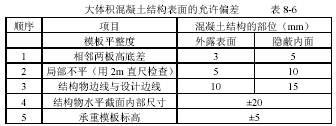 大体积混凝土结构表面的允许偏差 表 8-6
顺序 项目 混凝土结构的部位（mm）
模板平整度 外露表面 隐蔽内面
1 相邻两板高底差 3 5
2 局部不平（用 2m 直尺检查） 5 10
3 结构物边线与设计边线 10 15
4 结构物水平截面内部尺寸 ±20
5 承重模板标高 ±5